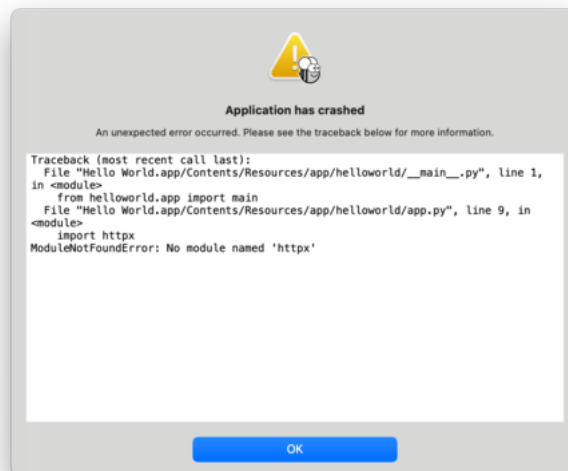 Application has crashed
An unexpected error occurred. Please see the traceback below for more information.
Traceback (most recent call last):
  File "Hello World.app/Contents/Resources/app/helloworld/__main__.py", line 1,
in <module>
    from helloworld.app import main
  File "Hello World.app/Contents/Resources/app/helloworld/app.py", line 9, in
<module>
    import httpx
ModuleNotFoundError: No module named 'httpx'
OK